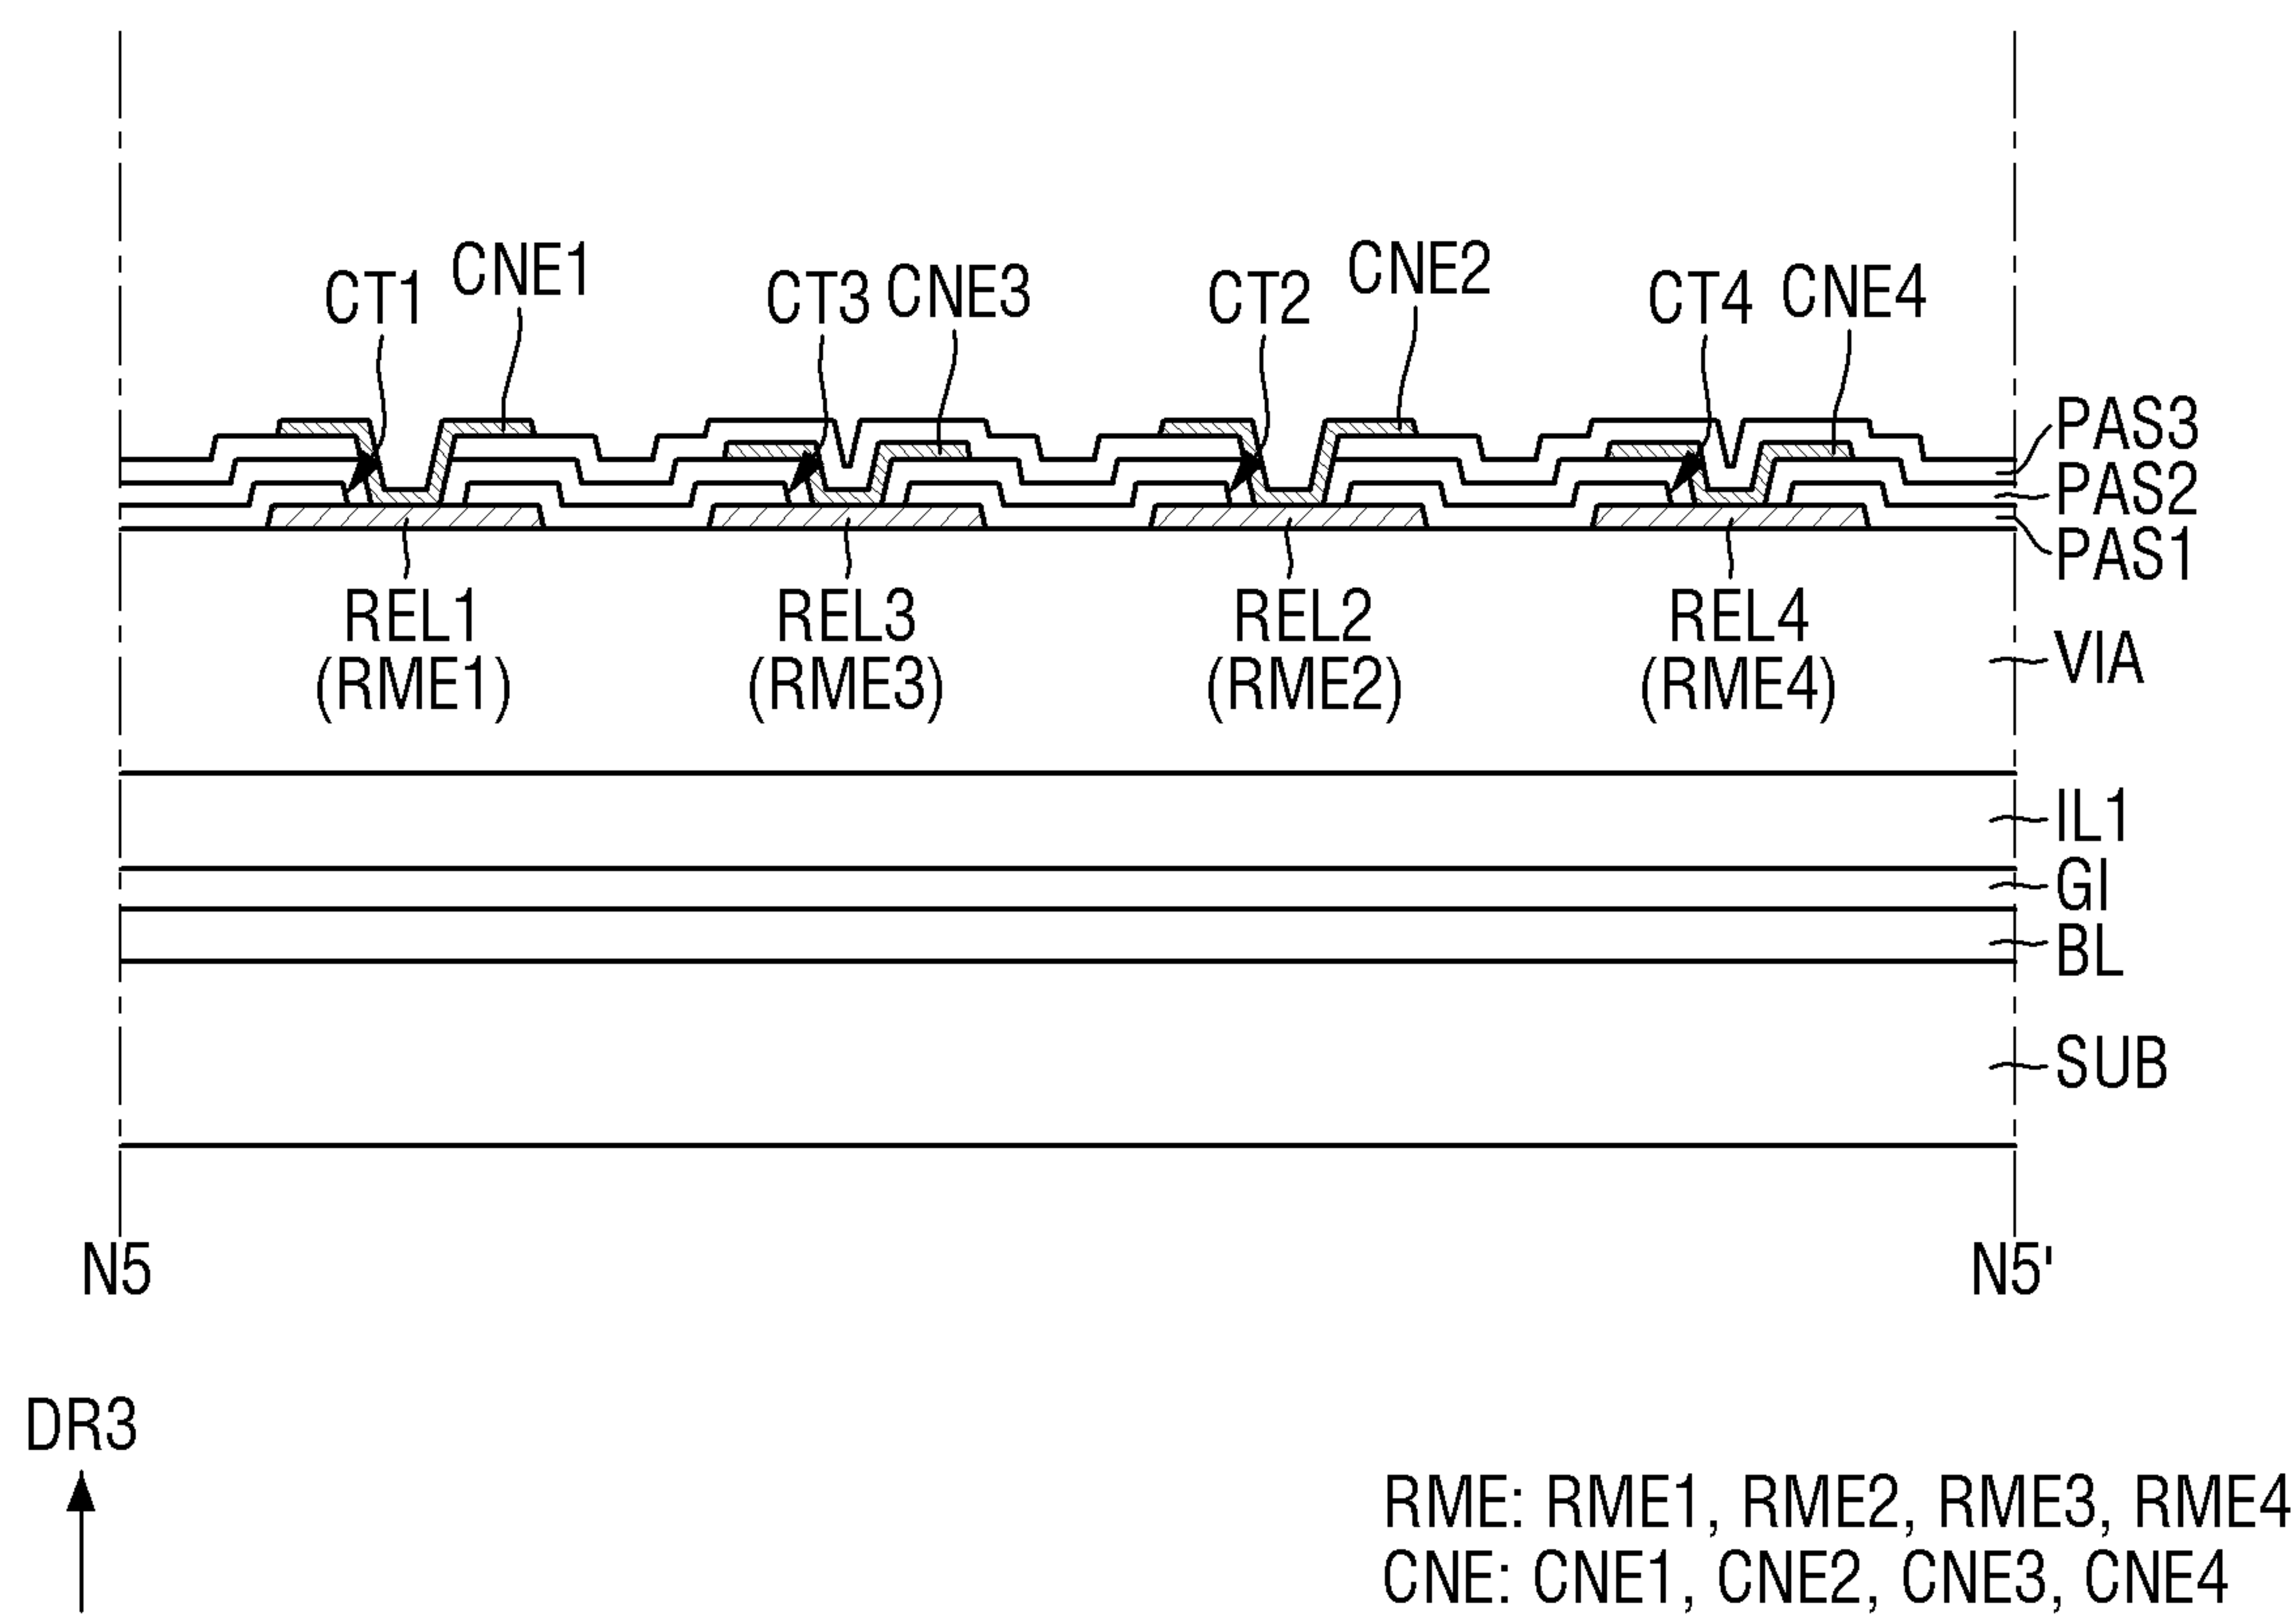 CT1 CNE1 CT3 CNE3 CT2 CNE2 CT4 CNE4
PAS3
PAS2
PAS1
REL1 REL3 REL2 REL4
(RME1) (RME3) (RME2) (RME4)
VIA
IL1
GI
BL
SUB
N5 N5'
DR3
RME: RME1, RME2, RME3, RME4
CNE: CNE1, CNE2, CNE3, CNE4